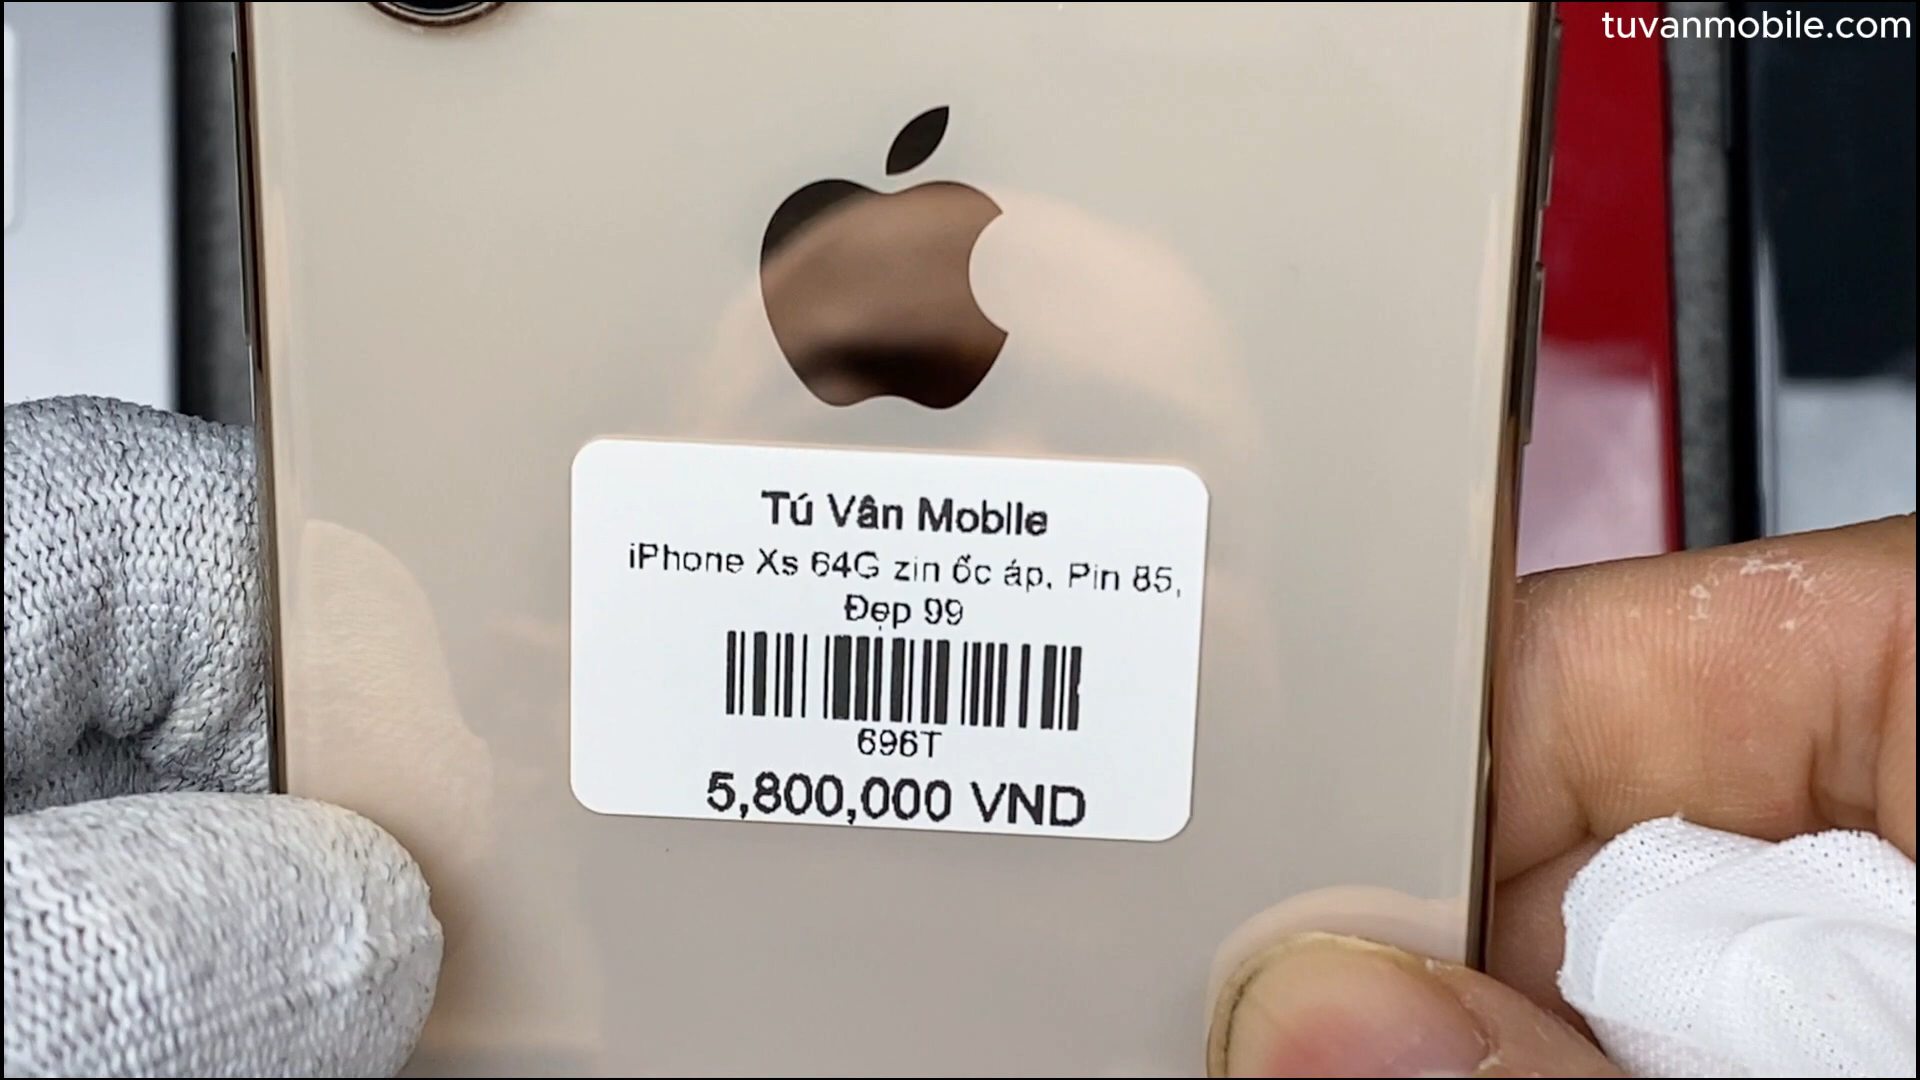 tuvanmobile.com
Tú Vân Mobile
iPhone Xs 64G zin ốc áp. Pin 85,
Đẹp 99
696T
5,800,000 VND